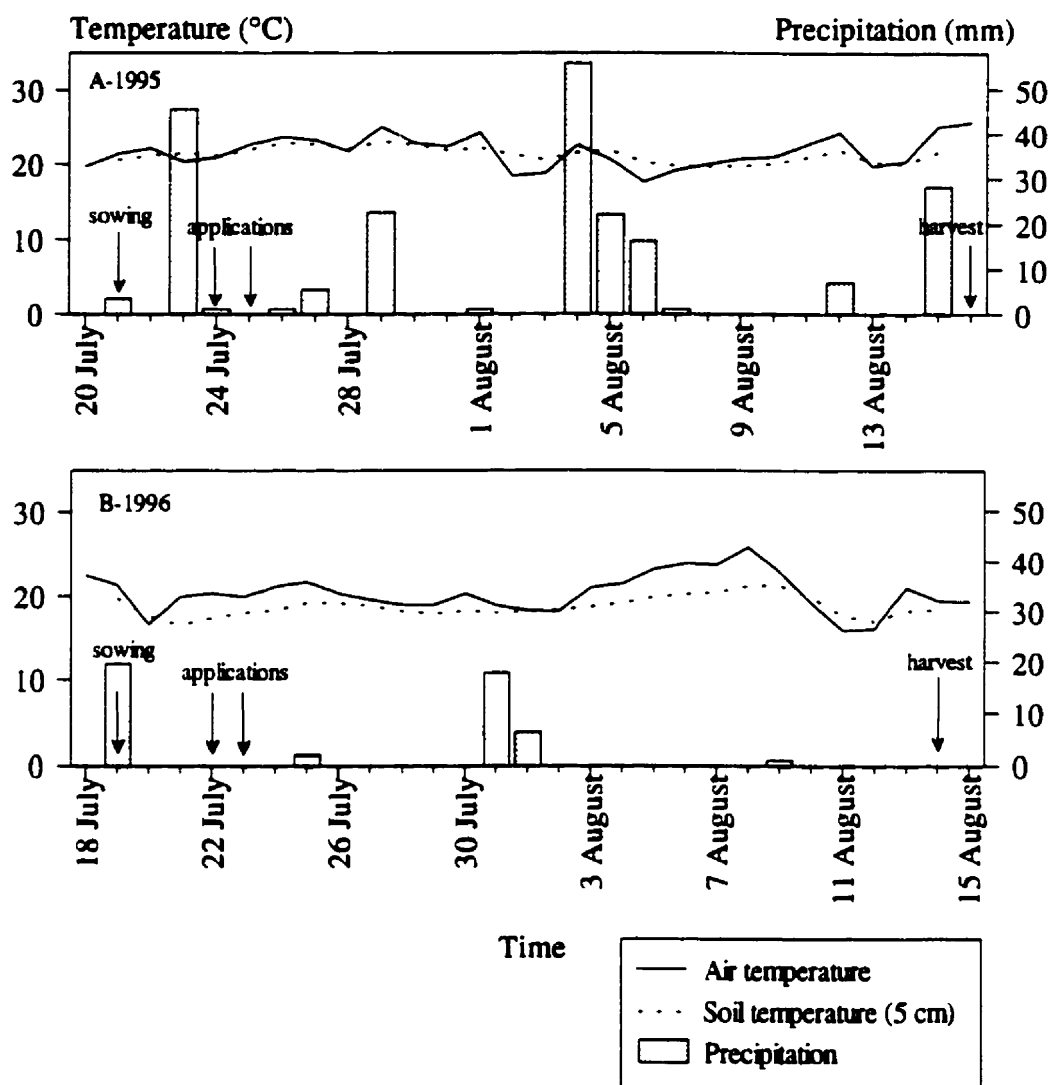 Temperature (°C) Precipitation (mm)
A-1995
30
20
10
0
50
40
30
20
10
0
sowing
applications
harvest
20 July
24 July
28 July
1 August
5 August
9 August
13 August
B-1996
30
20
10
0
50
40
30
20
10
0
sowing
applications
harvest
18 July
22 July
26 July
30 July
3 August
7 August
11 August
15 August
Time
Air temperature
Soil temperature (5 cm)
Precipitation